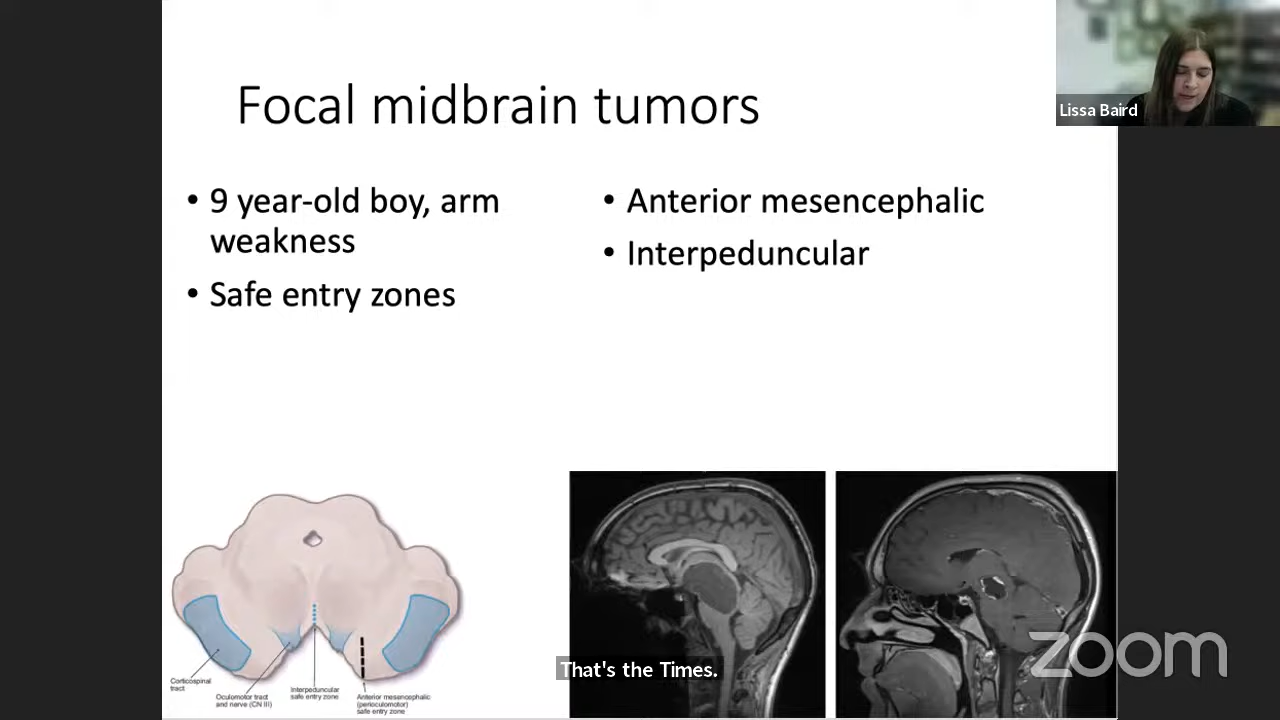 Focal midbrain tumors
Lissa Baird
• 9 year-old boy, arm
weakness
• Safe entry zones
• Anterior mesencephalic
• Interpeduncular
Corticospinal
tract
Oculomotor tract
and nerve (CN III)
Interpeduncular
safe entry zone
Anterior mesencephalic
(perioculomotor)
safe entry zone
That's the Times.
zoom